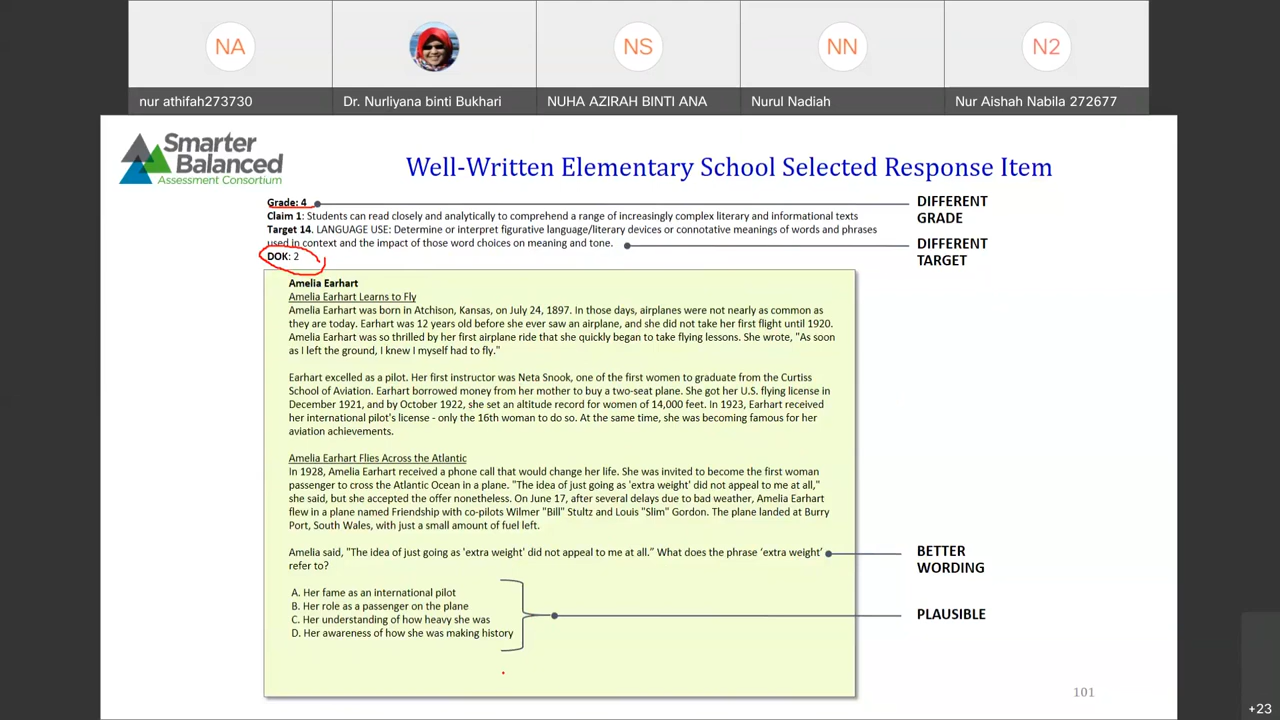 NA
NS
NN
N2
nur athifah273730
Dr. Nurliyana binti Bukhari
NUHA AZIRAH BINTI ANA
Nurul Nadiah
Nur Aishah Nabila 272677
Smarter
Balanced
Assessment Consortium
Well-Written Elementary School Selected Response Item
Grade: 4
DIFFERENT
GRADE
Claim 1: Students can read closely and analytically to comprehend a range of increasingly complex literary and informational texts
Target 14. LANGUAGE USE: Determine or interpret figurative language/literary devices or connotative meanings of words and phrases
used in context and the impact of those word choices on meaning and tone.
DIFFERENT
TARGET
DOK: 2
Amelia Earhart
Amelia Earhart Learns to Fly
Amelia Earhart was born in Atchison, Kansas, on July 24, 1897. In those days, airplanes were not nearly as common as
they are today. Earhart was 12 years old before she ever saw an airplane, and she did not take her first flight until 1920.
Amelia Earhart was so thrilled by her first airplane ride that she quickly began to take flying lessons. She wrote, "As soon
as I left the ground, I knew I myself had to fly."
Earhart excelled as a pilot. Her first instructor was Neta Snook, one of the first women to graduate from the Curtiss
School of Aviation. Earhart borrowed money from her mother to buy a two-seat plane. She got her U.S. flying license in
December 1921, and by October 1922, she set an altitude record for women of 14,000 feet. In 1923, Earhart received
her International pilot's license - only the 16th woman to do so. At the same time, she was becoming famous for her
aviation achievements.
Amelia Earhart Flies Across the Atlantic
In 1928, Amelia Earhart received a phone call that would change her life. She was invited to become the first woman
passenger to cross the Atlantic Ocean in a plane. "The idea of just going as 'extra weight' did not appeal to me at all,"
she said, but she accepted the offer nonetheless. On June 17, after several delays due to bad weather, Amelia Earhart
flew in a plane named Friendship with co-pilots Wilmer "Bill" Stultz and Louis "Slim" Gordon. The plane landed at Burry
Port, South Wales, with just a small amount of fuel left.
Amelia said, "The idea of just going as 'extra weight' did not appeal to me at all." What does the phrase 'extra weight'
refer to?
BETTER
WORDING
A. Her fame as an international pilot
B. Her role as a passenger on the plane
C. Her understanding of how heavy she was
D. Her awareness of how she was making history
PLAUSIBLE
101
+23